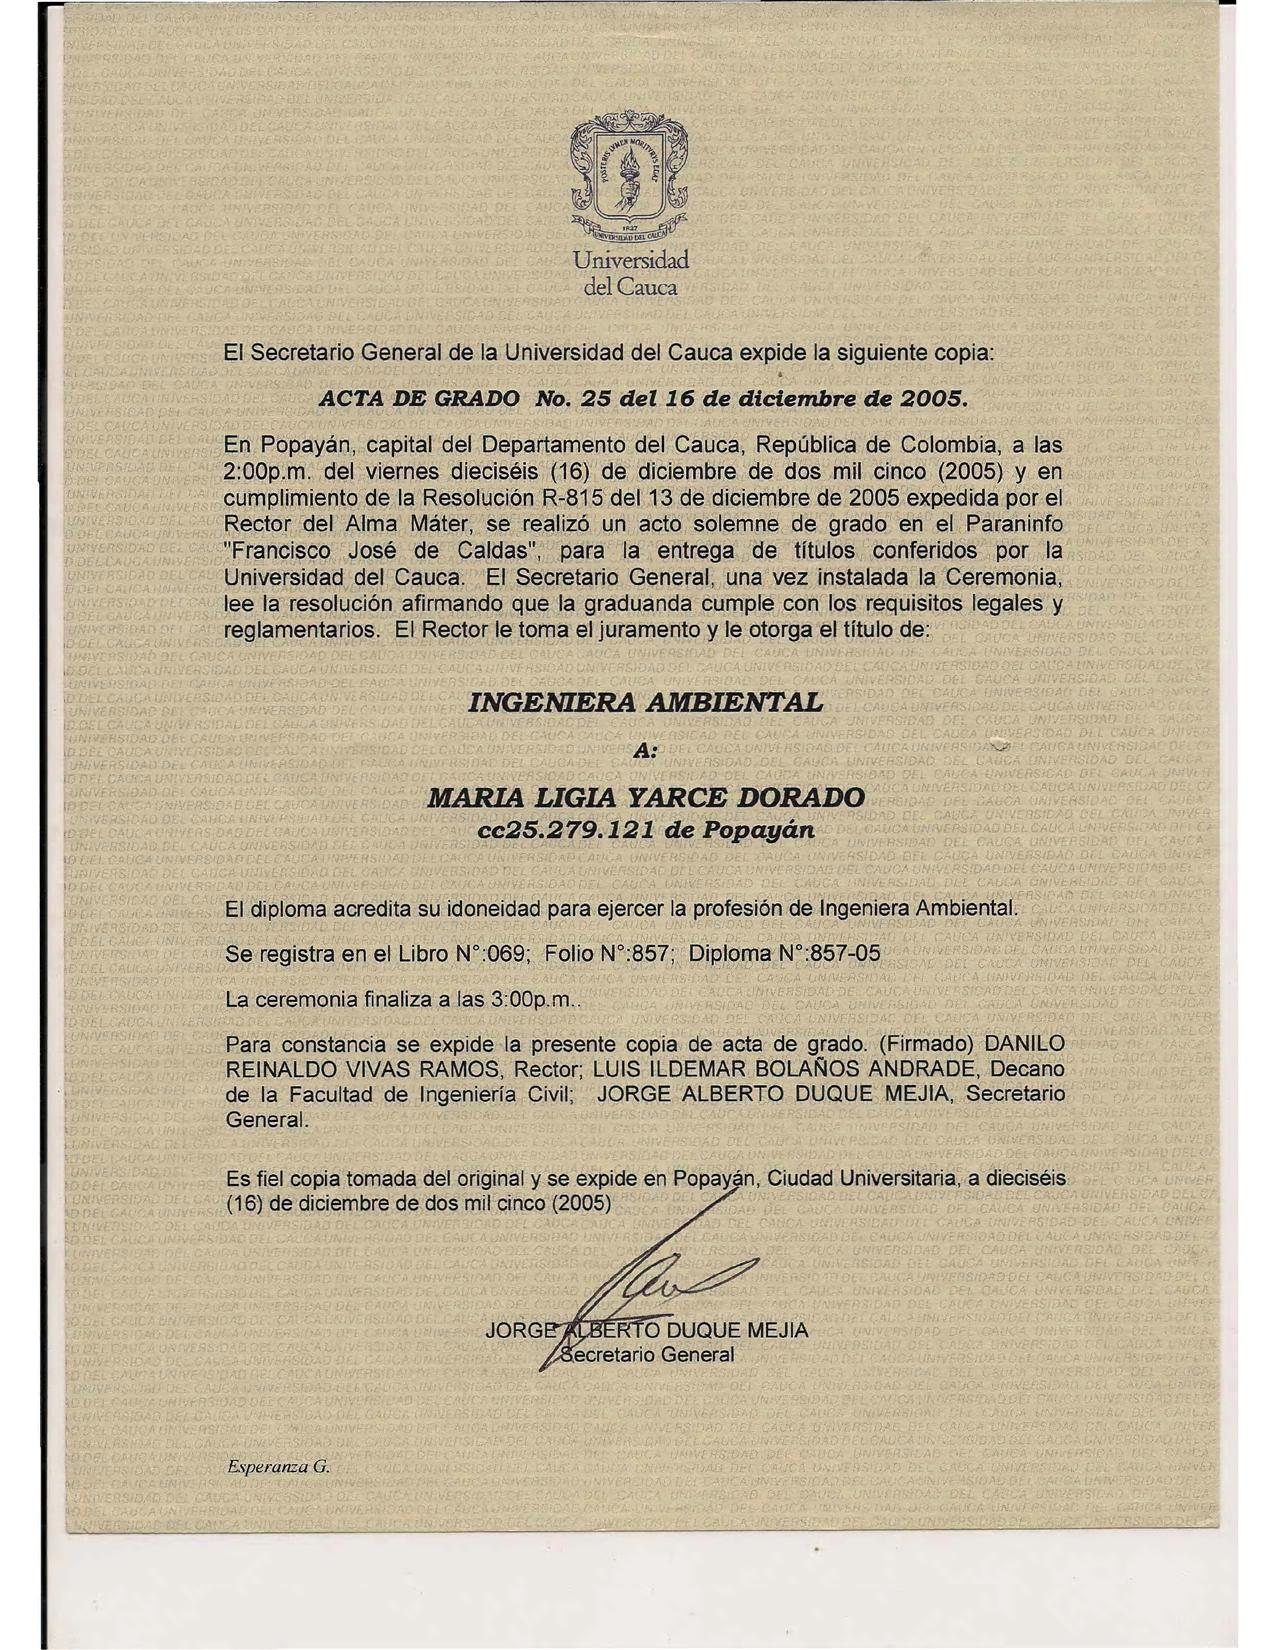 POSTERIS LVMEN MORITVRVS EDAT
1827
UNIVERSIDAD DEL CAUCA
Universidad
del Cauca
El Secretario General de la Universidad del Cauca expide la siguiente copia:
ACTA DE GRADO No. 25 del 16 de diciembre de 2005.
En Popayán, capital del Departamento del Cauca, República de Colombia, a las
2:00p.m. del viernes dieciséis (16) de diciembre de dos mil cinco (2005) y en
cumplimiento de la Resolución R-815 del 13 de diciembre de 2005 expedida por el
Rector del Alma Máter, se realizó un acto solemne de grado en el Paraninfo
"Francisco José de Caldas", para la entrega de títulos conferidos por la
Universidad del Cauca. El Secretario General, una vez instalada la Ceremonia,
lee la resolución afirmando que la graduanda cumple con los requisitos legales y
reglamentarios. El Rector le toma el juramento y le otorga el título de:
INGENIERA AMBIENTAL
A:
MARIA LIGIA YARCE DORADO
cc25.279.121 de Popayán
El diploma acredita su idoneidad para ejercer la profesión de Ingeniera Ambiental.
Se registra en el Libro N°:069; Folio N°:857; Diploma N°:857-05
La ceremonia finaliza a las 3:00p.m..
Para constancia se expide la presente copia de acta de grado. (Firmado) DANILO
REINALDO VIVAS RAMOS, Rector; LUIS ILDEMAR BOLAÑOS ANDRADE, Decano
de la Facultad de Ingeniería Civil; JORGE ALBERTO DUQUE MEJIA, Secretario
General.
Es fiel copia tomada del original y se expide en Popayán, Ciudad Universitaria, a dieciséis
(16) de diciembre de dos mil cinco (2005)
JORGE ALBERTO DUQUE MEJIA
Secretario General
Esperanza G.